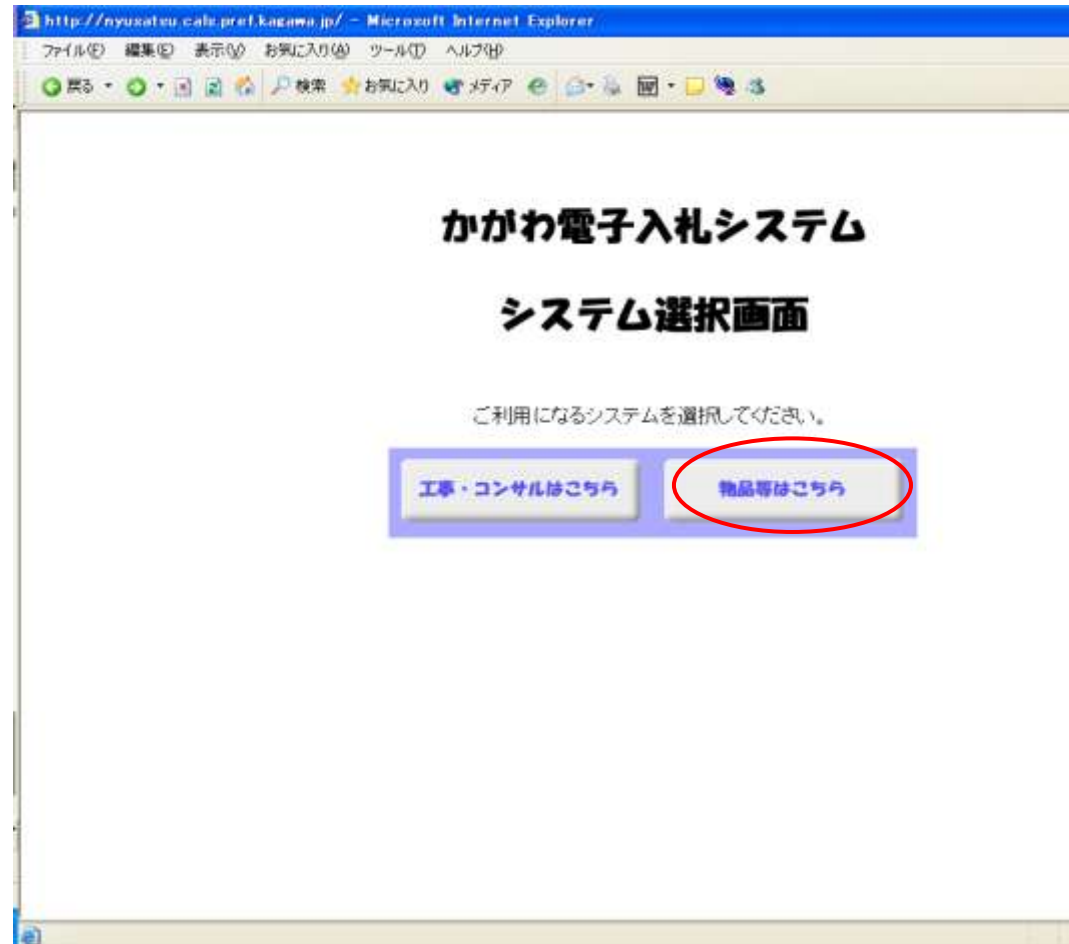 http://nyusatsu.cals.pref.kagawa.jp/ - Microsoft Internet Explorer
ファイル(F) 編集(E) 表示(V) お気に入り(A) ツール(T) ヘルプ(H)
戻る 検索 お気に入り メディア
かがわ電子入札システム
システム選択画面
ご利用になるシステムを選択してください。
工事・コンサルはこちら 物品等はこちら